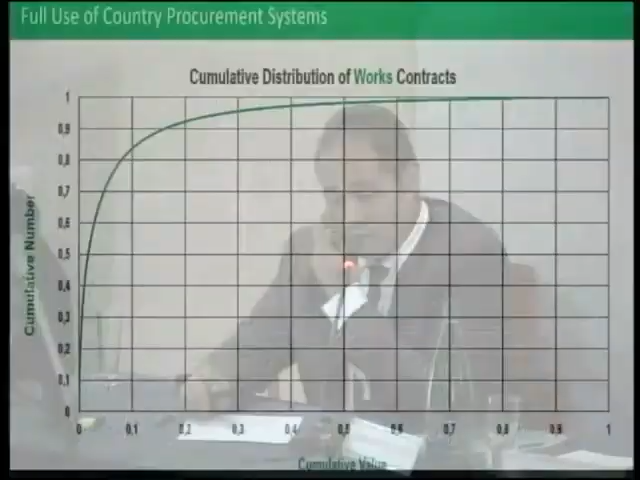 Full Use of Country Procurement Systems
Cumulative Distribution of Works Contracts
Cumulative Number
1
0,9
0,8
0,7
0,6
0,5
0,4
0,3
0,2
0,1
0
0 0,1 0,2 0,3 0,4 0,5 0,6 0,7 0,8 0,9 1
Cumulative Value